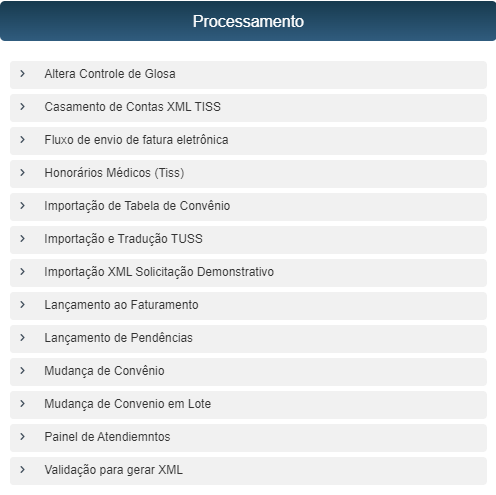 Processamento
Altera Controle de Glosa
Casamento de Contas XML TISS
Fluxo de envio de fatura eletrônica
Honorários Médicos (Tiss)
Importação de Tabela de Convênio
Importação e Tradução TUSS
Importação XML Solicitação Demonstrativo
Lançamento ao Faturamento
Lançamento de Pendências
Mudança de Convênio
Mudança de Convenio em Lote
Painel de Atendiemntos
Validação para gerar XML